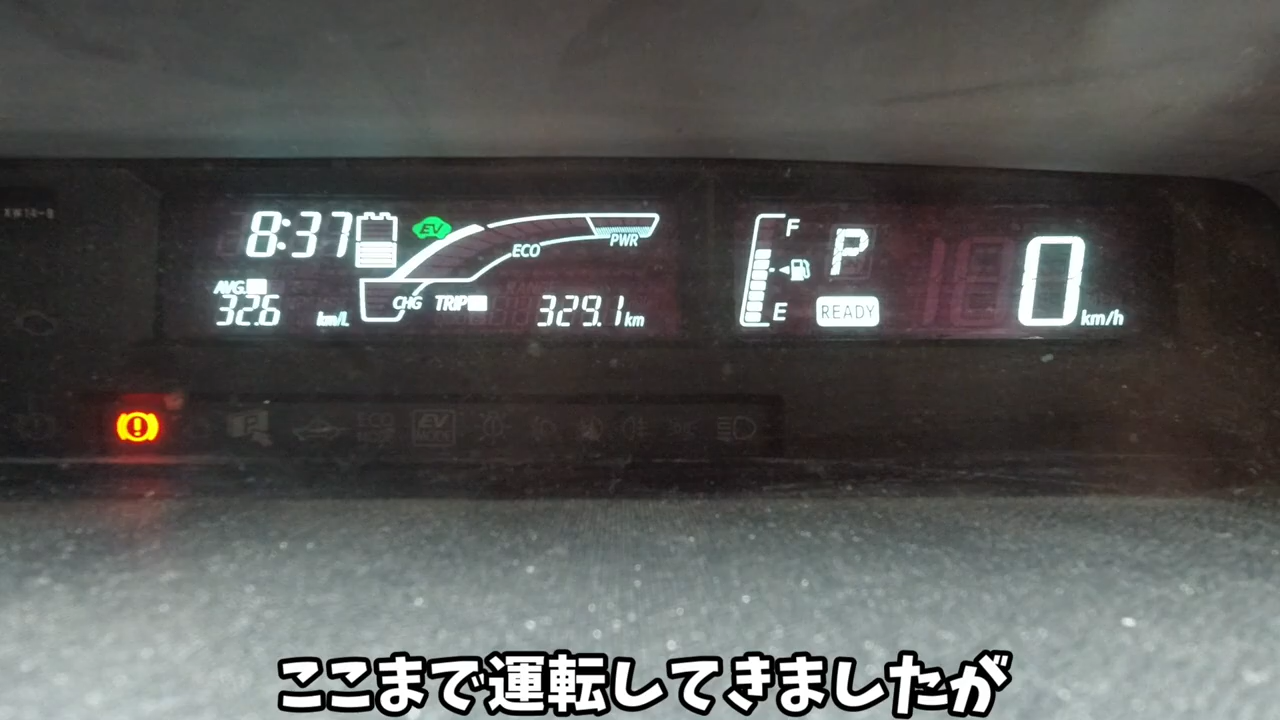 8:37
EV
ECO
PWR
AVG.
32.6 km/L
CHG
TRIP
329.1 km
F
E
P
READY
0 km/h
ECO MODE
EV MODE
ここまで運転してきましたが